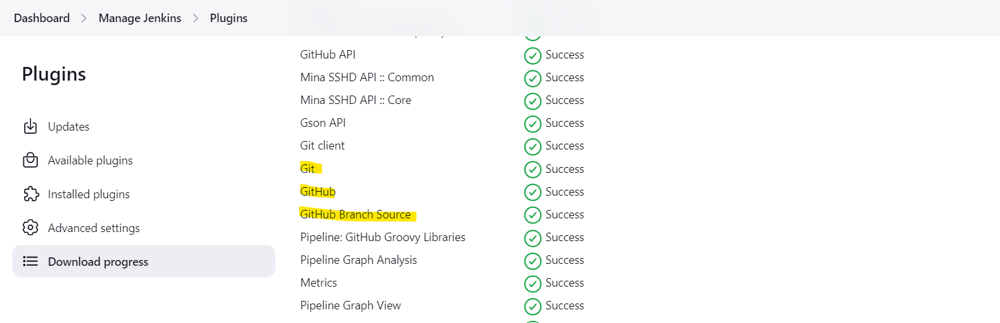 Dashboard > Manage Jenkins > Plugins
Plugins
Updates
Available plugins
Installed plugins
Advanced settings
Download progress
GitHub API Success
Mina SSHD API :: Common Success
Mina SSHD API :: Core Success
Gson API Success
Git client Success
Git Success
GitHub Success
GitHub Branch Source Success
Pipeline: GitHub Groovy Libraries Success
Pipeline Graph Analysis Success
Metrics Success
Pipeline Graph View Success